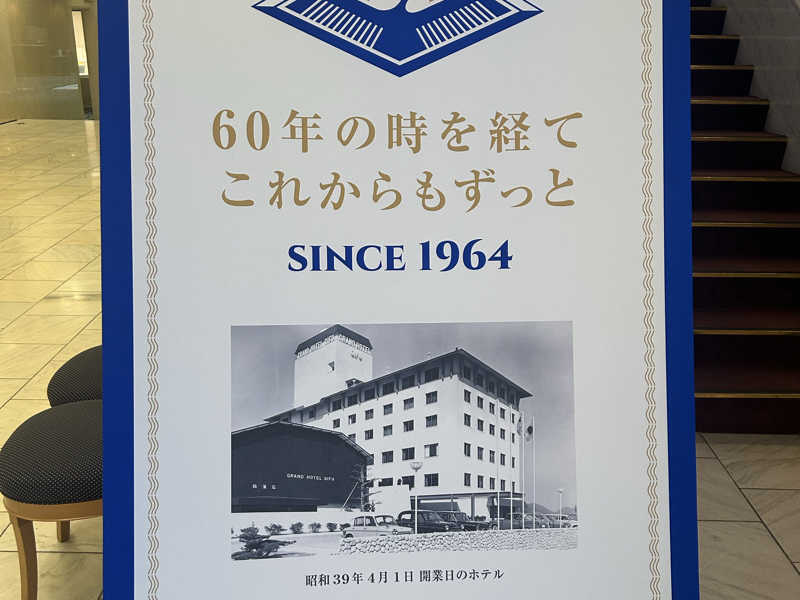 60年の時を経て
これからもずっと
SINCE 1964
GRAND HOTEL GIFU
昭和39年4月1日 開業日のホテル